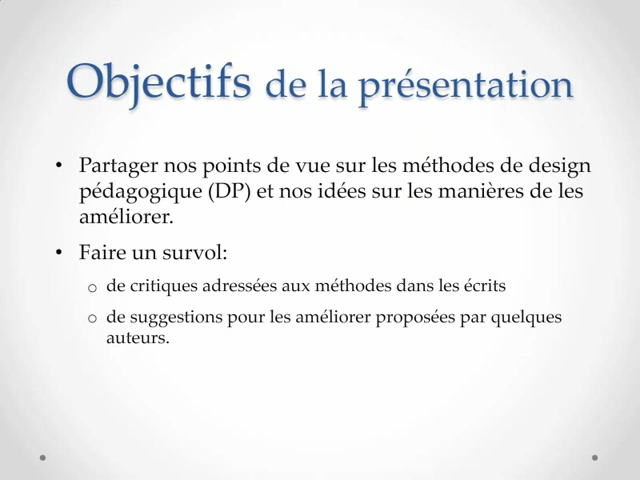 Objectifs de la présentation
• Partager nos points de vue sur les méthodes de design
pédagogique (DP) et nos idées sur les manières de les
améliorer.
• Faire un survol:
o de critiques adressées aux méthodes dans les écrits
o de suggestions pour les améliorer proposées par quelques
auteurs.